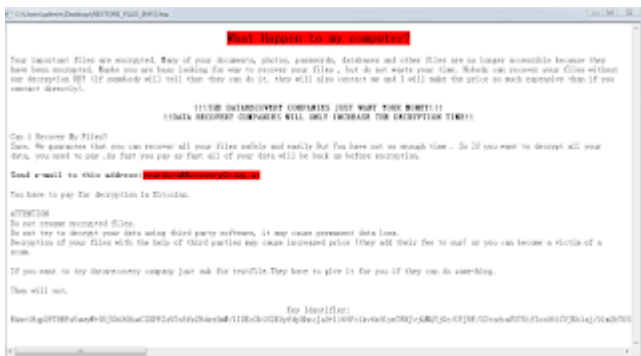 C:\Users\admin\Desktop\RESTORE_FILES_INFO.hta
What Happen to my computer?
Your important files are encrypted. Many of your documents, photos, passwords, databases and other files are no longer accessible because they
have been encrypted. Maybe you are busy looking for way to recover your files , but do not waste your time. Nobody can recover your files without
our decryption KEY (if somebody will tell that they can do it, they will also contact me and I will make the price so much expensive than if you
contact directly).
!!!THE DATARECOVERY COMPANIES JUST WANT YOUR MONEY!!!
!!DATA RECOVERY COMPANIES WILL ONLY INCREASE THE DECRYPTION TIME!!
Can i Recover My Files?
Sure. We guarantee that you can recover all your files safely and easily But You have not so enough time . So If you want to decrypt all your
data, you need to pay .As fast you pay as fast all of your data will be back as before encryption.
Send e-mail to this address:
You have to pay for decryption in Bitcoins.
ATTENTION
Do not rename encrypted files.
Do not try to decrypt your data using third party software, it may cause permanent data loss.
Decryption of your files with the help of third parties may cause increased price (they add their fee to our) or you can become a victim of a
scam.
If you want to try datarecovery company just ask for testfile.They have to give it for you if they can do something.
They will not.
Key Identifier: